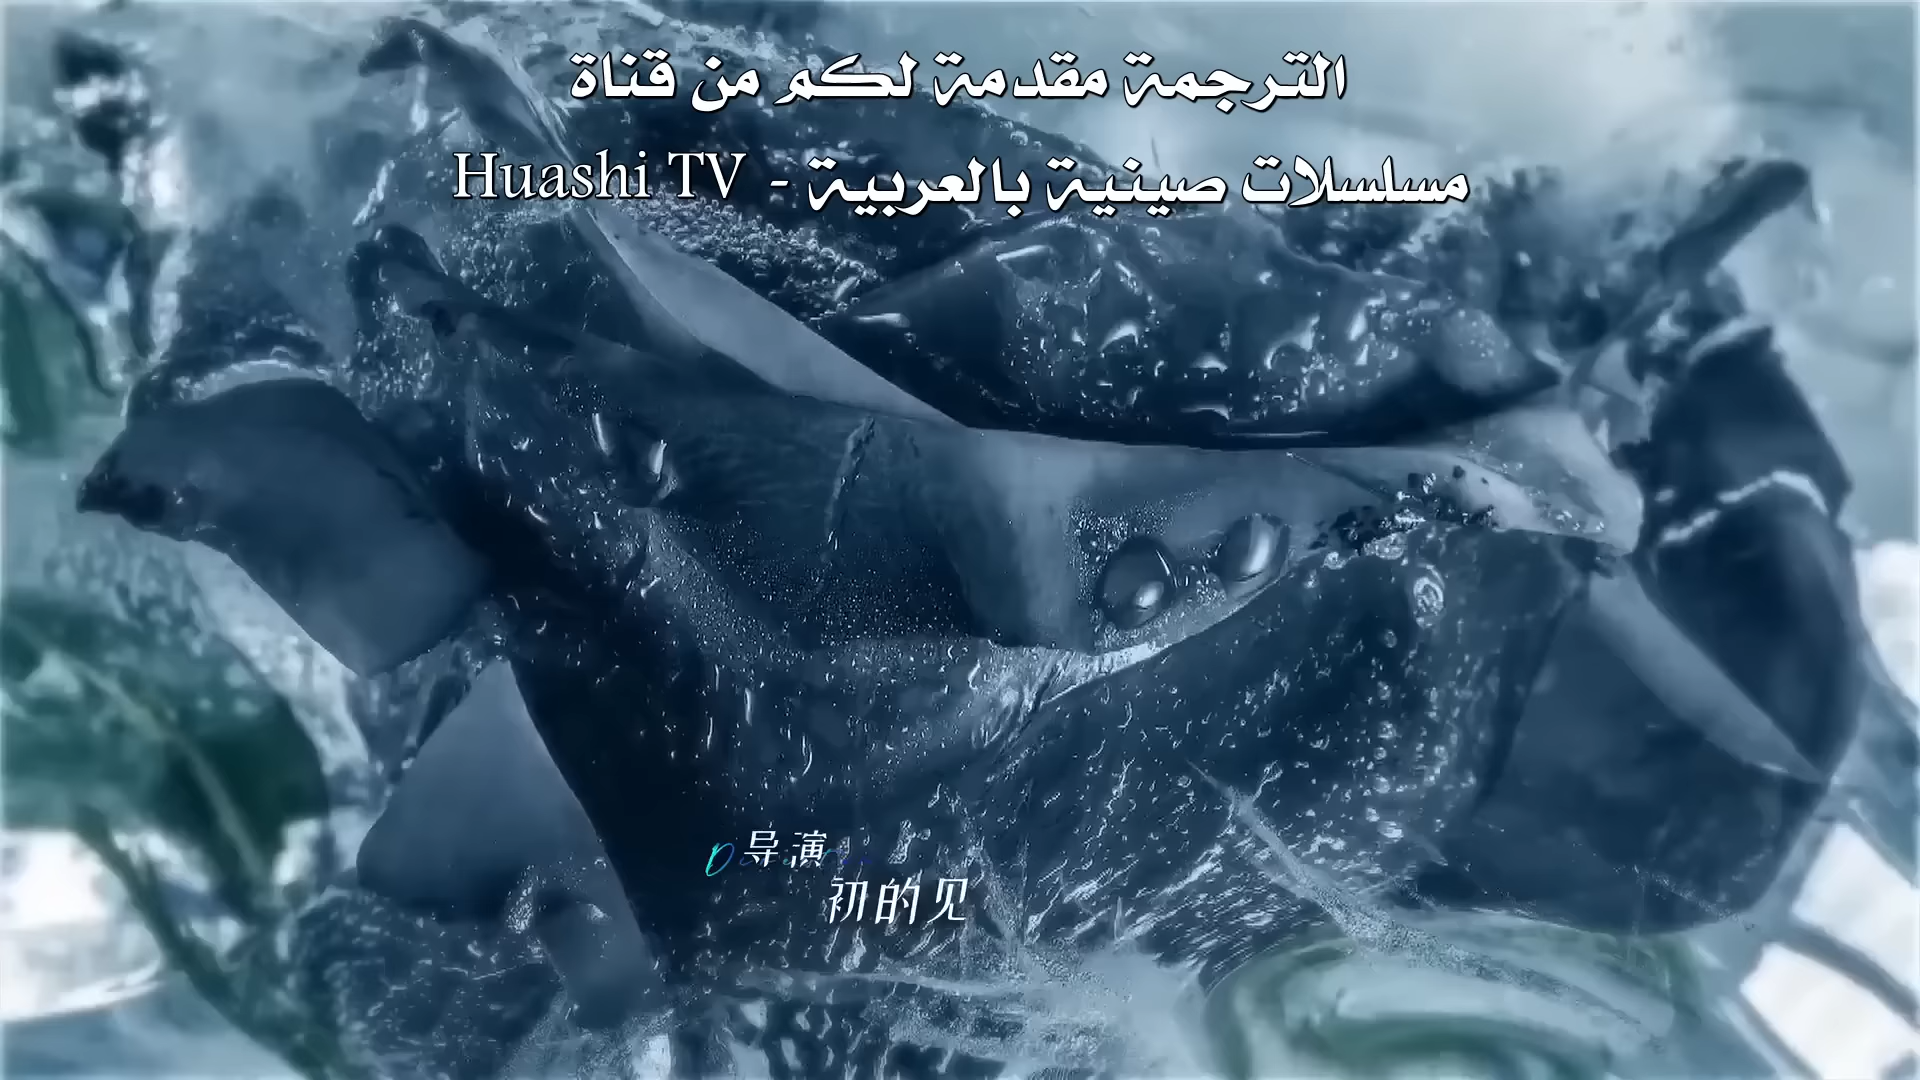 الترجمة مقدمة لكم من قناة
مسلسلات صينية بالعربية - Huashi TV
导演
初的见